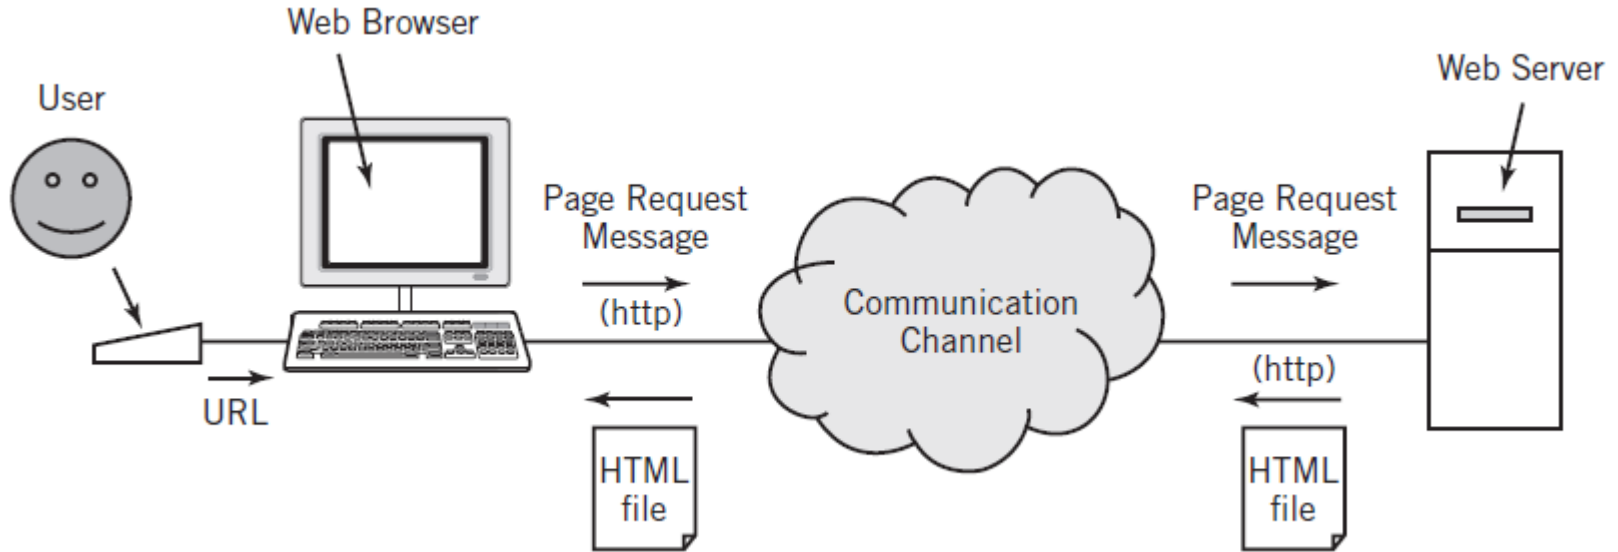 Web Browser
User
Web Server
Page Request
Message
(http)
Page Request
Message
Communication
Channel
(http)
URL
HTML
file
HTML
file